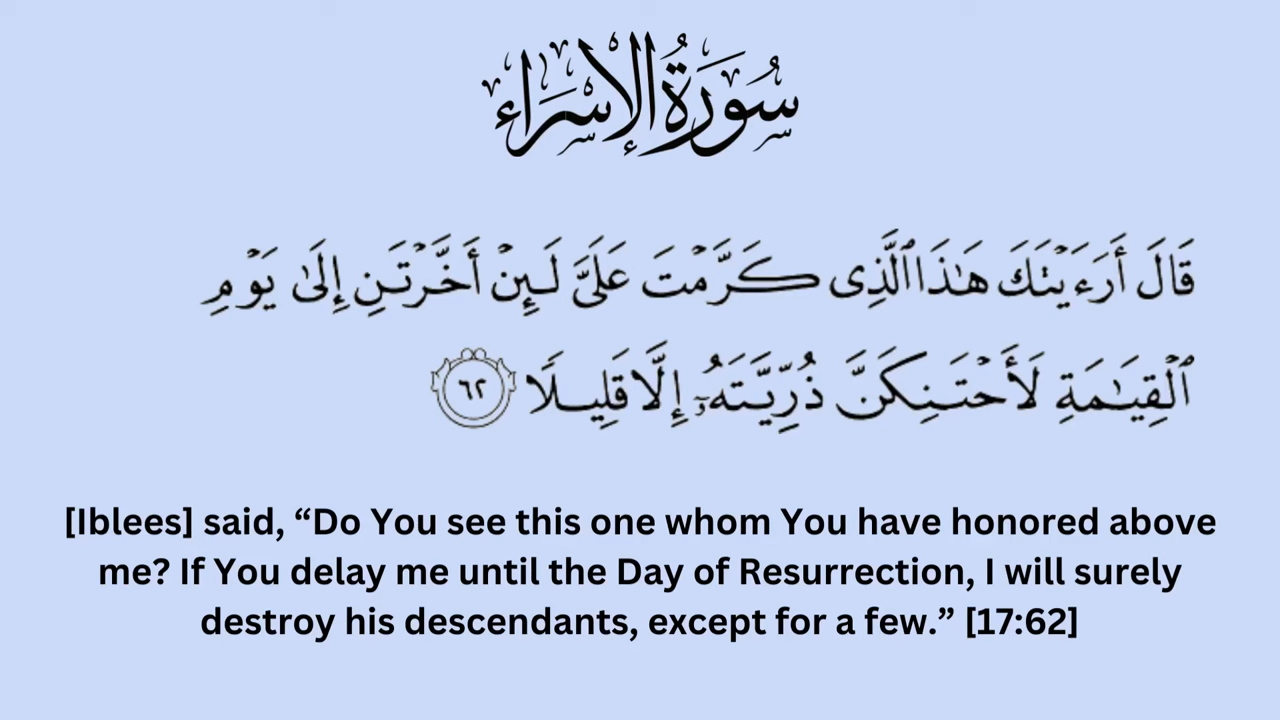 سُورَةُ الإِسْرَاءِ
قَالَ أَرَءَيْتَكَ هَٰذَا ٱلَّذِى كَرَّمْتَ عَلَىَّ لَئِنْ أَخَّرْتَنِ إِلَىٰ يَوْمِ
ٱلْقِيَٰمَةِ لَأَحْتَنِكَنَّ ذُرِّيَّتَهُۥٓ إِلَّا قَلِيلًا ٦٢
[Iblees] said, “Do You see this one whom You have honored above
me? If You delay me until the Day of Resurrection, I will surely
destroy his descendants, except for a few.” [17:62]